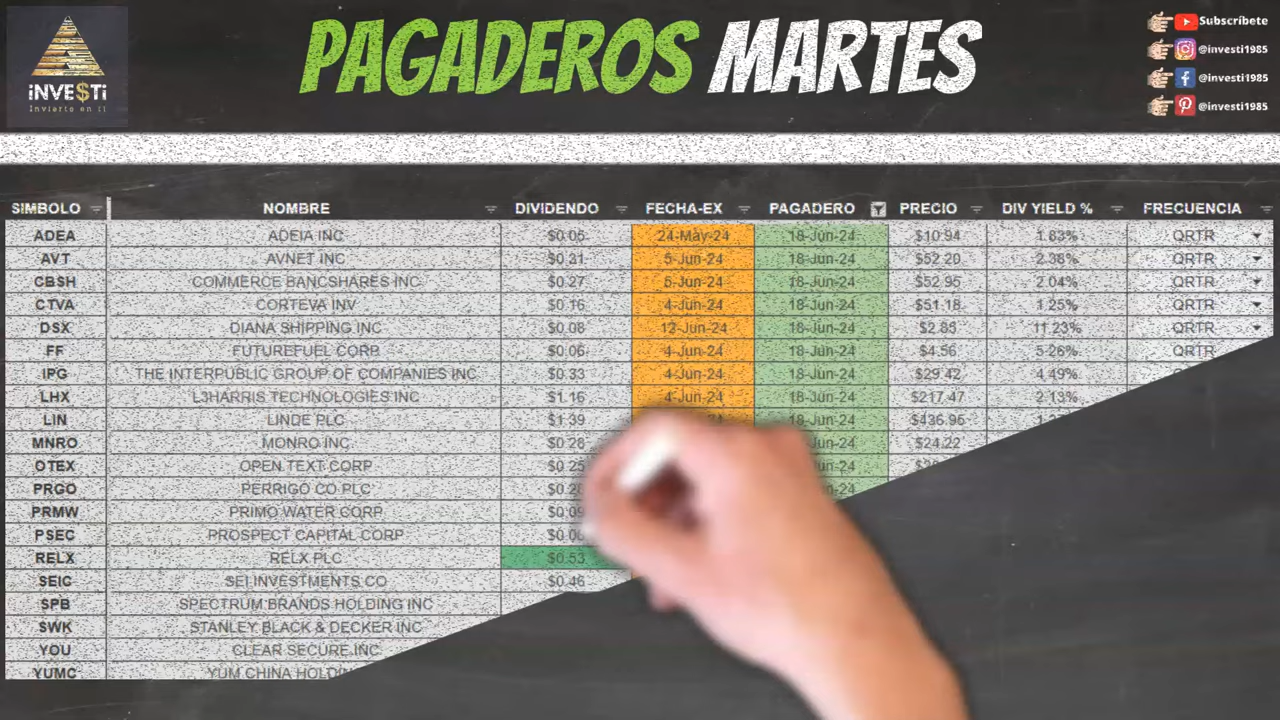 PAGADEROS MARTES
iNVE$Ti
Invierte en ti
Subscríbete
@investi1985
@investi1985
@investi1985
SIMBOLO NOMBRE DIVIDENDO FECHA-EX PAGADERO PRECIO DIV YIELD % FRECUENCIA
ADEA ADEIA INC $0.05 24-May-24 18-Jun-24 $10.94 1.83% QRTR
AVT AVNET INC $0.31 5-Jun-24 18-Jun-24 $52.20 2.38% QRTR
CBSH COMMERCE BANCSHARES INC $0.27 5-Jun-24 18-Jun-24 $52.95 2.04% QRTR
CTVA CORTEVA INV $0.16 4-Jun-24 18-Jun-24 $51.18 1.25% QRTR
DSX DIANA SHIPPING INC $0.08 12-Jun-24 18-Jun-24 $2.85 11.23% QRTR
FF FUTUREFUEL CORP $0.06 4-Jun-24 18-Jun-24 $4.56 5.26% QRTR
IPG THE INTERPUBLIC GROUP OF COMPANIES INC $0.33 4-Jun-24 18-Jun-24 $29.42 4.49%
LHX L3HARRIS TECHNOLOGIES INC $1.16 4-Jun-24 18-Jun-24 $217.47 2.13%
LIN LINDE PLC $1.39 18-Jun-24 $436.95
MNRO MONRO INC $0.28 $24.22
OTEX OPEN TEXT CORP $0.25
PRGO PERRIGO CO PLC
PRMW PRIMO WATER CORP $0.09
PSEC PROSPECT CAPITAL CORP
RELX RELX PLC $0.53
SEIC SEI INVESTMENTS CO $0.46
SPB SPECTRUM BRANDS HOLDING INC
SWK STANLEY BLACK & DECKER INC
YOU CLEAR SECURE INC
YUMC YUM CHINA